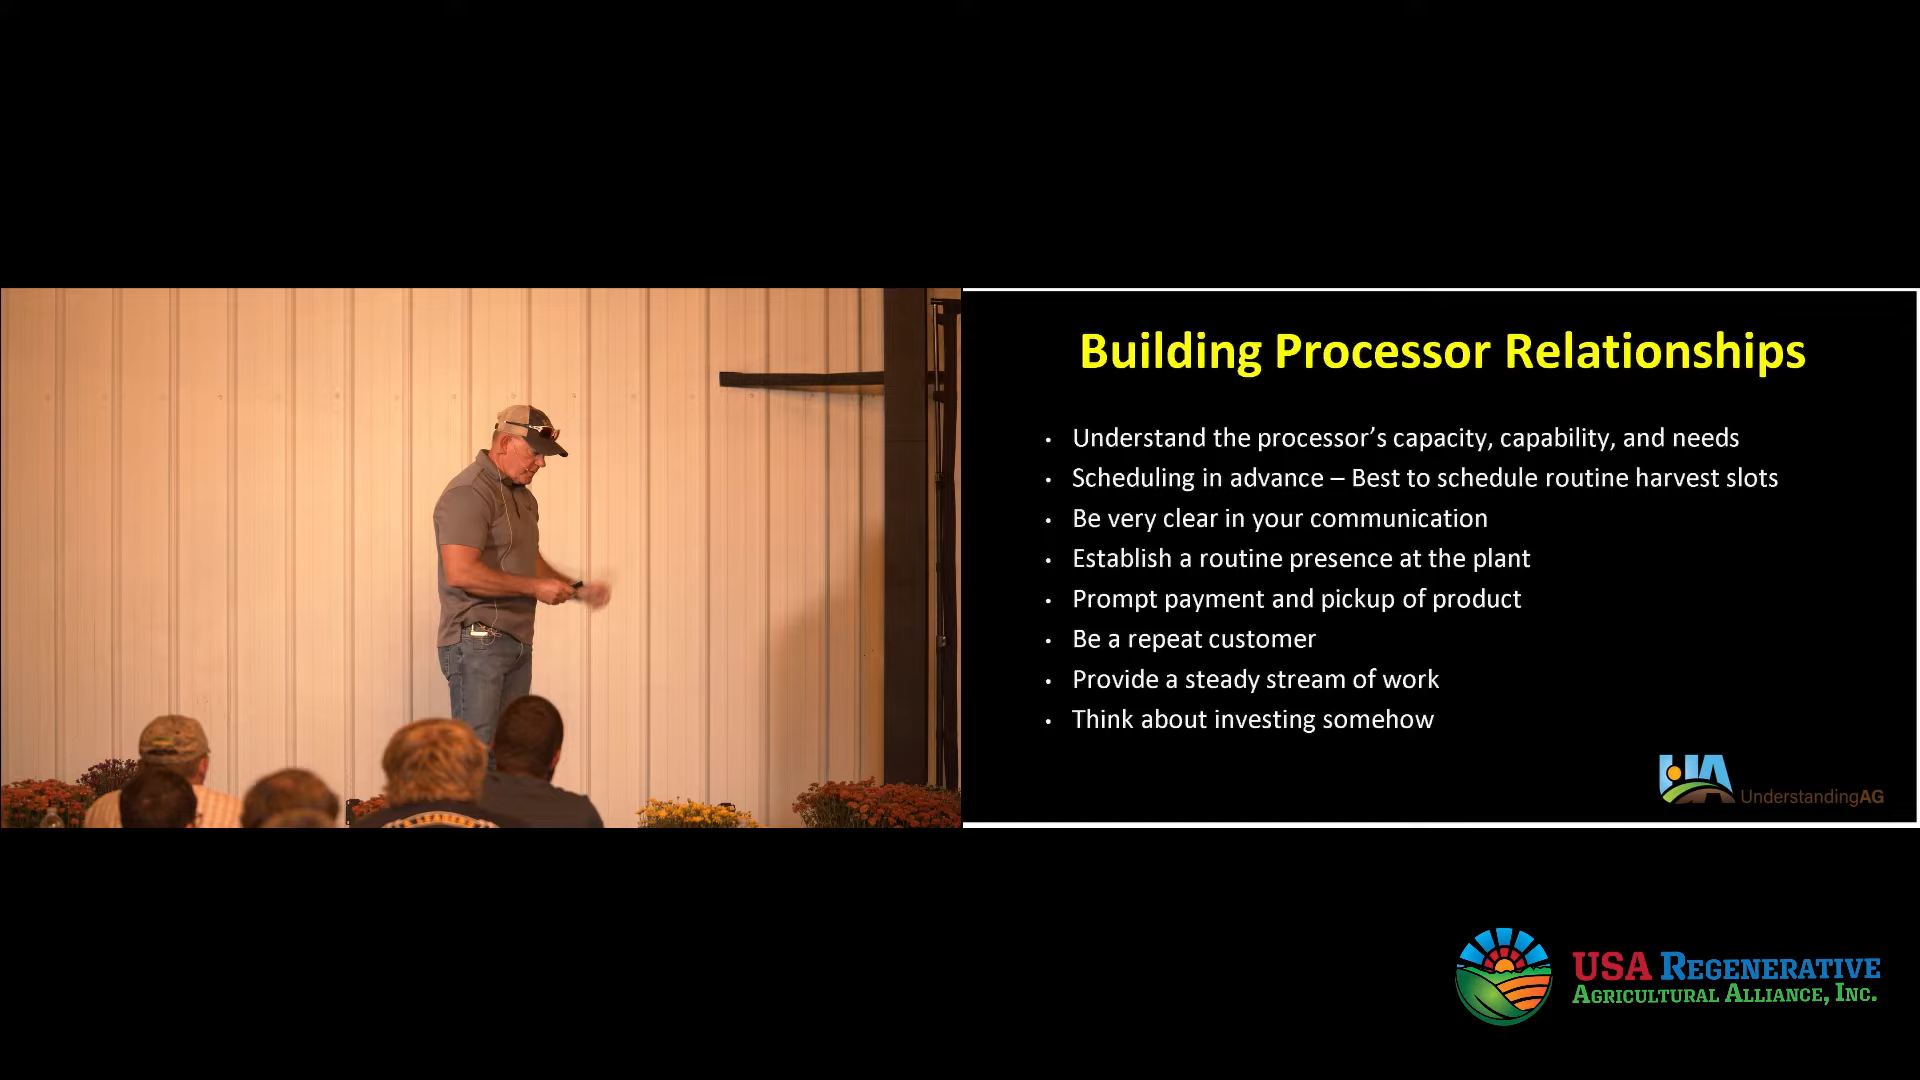 Building Processor Relationships
• Understand the processor’s capacity, capability, and needs
• Scheduling in advance – Best to schedule routine harvest slots
• Be very clear in your communication
• Establish a routine presence at the plant
• Prompt payment and pickup of product
• Be a repeat customer
• Provide a steady stream of work
• Think about investing somehow
UA
UnderstandingAG
USA REGENERATIVE
AGRICULTURAL ALLIANCE, INC.